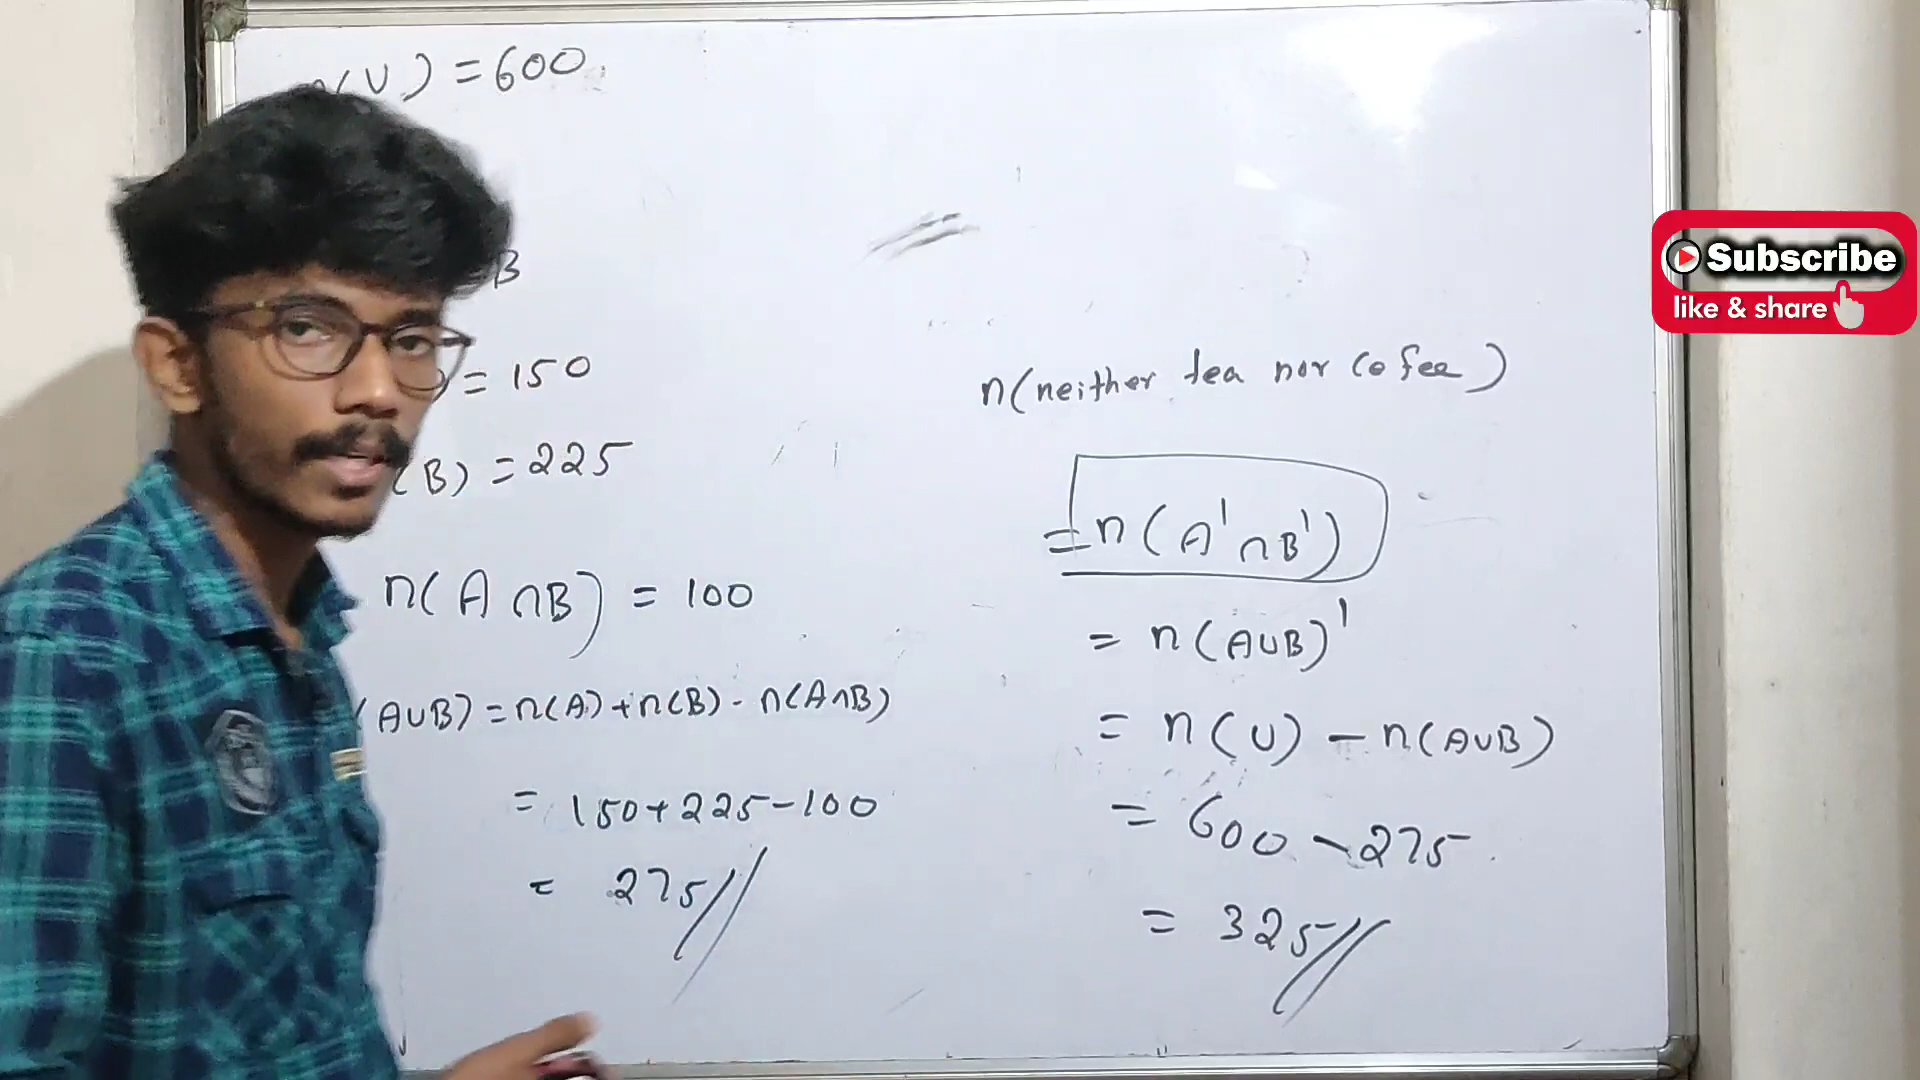 n(U) = 600
B
) = 150
(B) = 225
n(A ∩ B) = 100
(A∪B) = n(A) + n(B) - n(A∩B)
= 150 + 225 - 100
= 275//
n(neither tea nor cofee)
= n(A' ∩ B')
= n(A∪B)'
= n(U) - n(A∪B)
= 600 - 275
= 325//
Subscribe
like & share